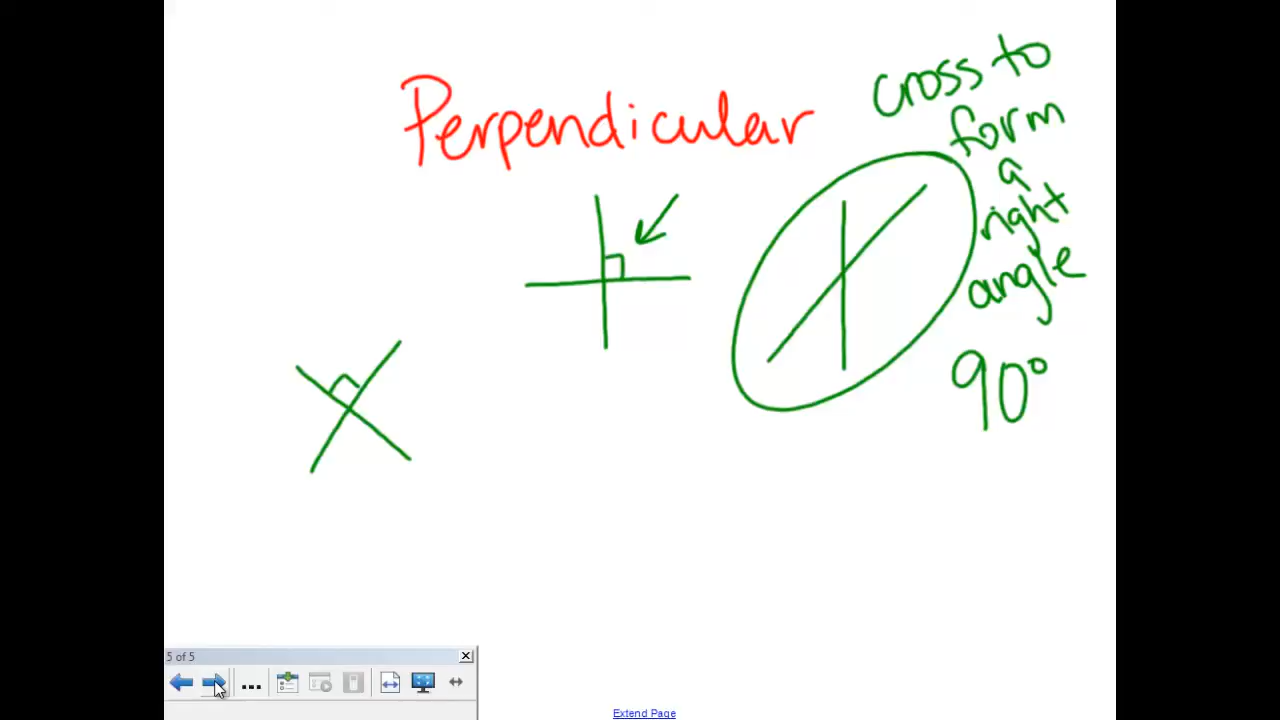 Perpendicular
cross to
form
a
right
angle
90°
5 of 5
Extend Page